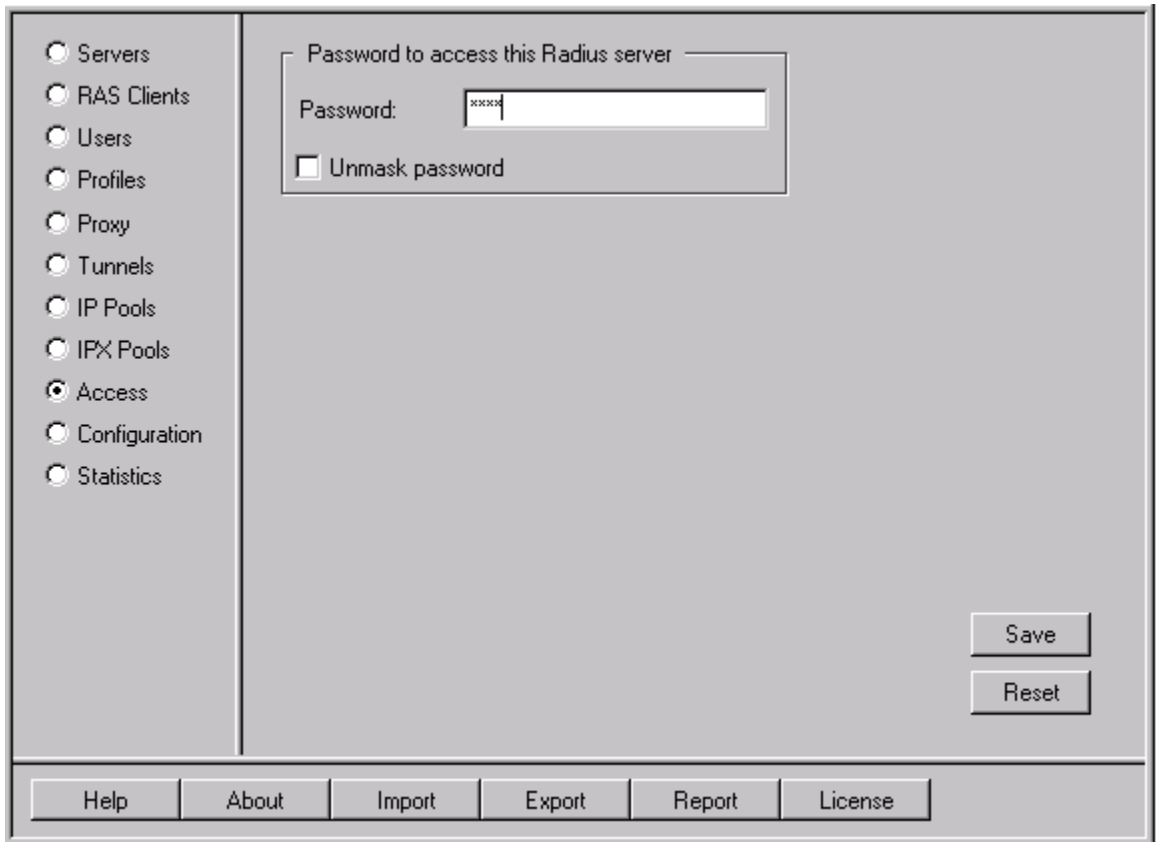 Servers
RAS Clients
Users
Profiles
Proxy
Tunnels
IP Pools
IPX Pools
Access
Configuration
Statistics
Password to access this Radius server
Password: ****
Unmask password
Save
Reset
Help About Import Export Report License